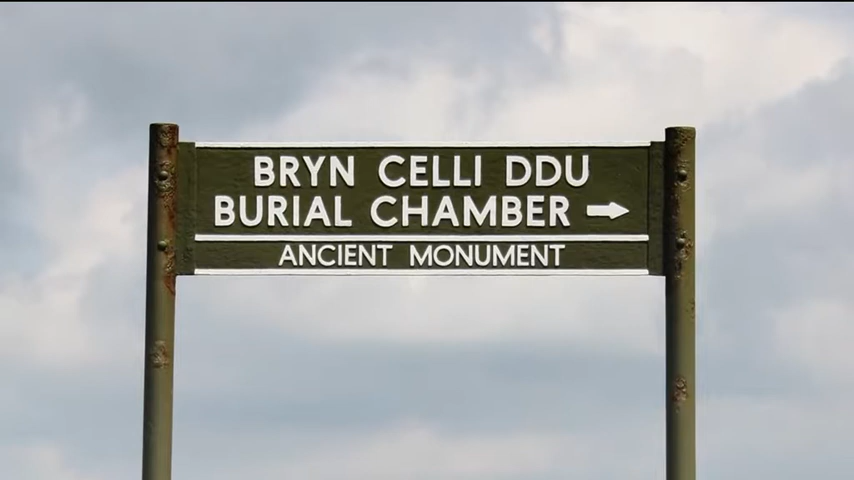 BRYN CELLI DDU
BURIAL CHAMBER →
ANCIENT MONUMENT